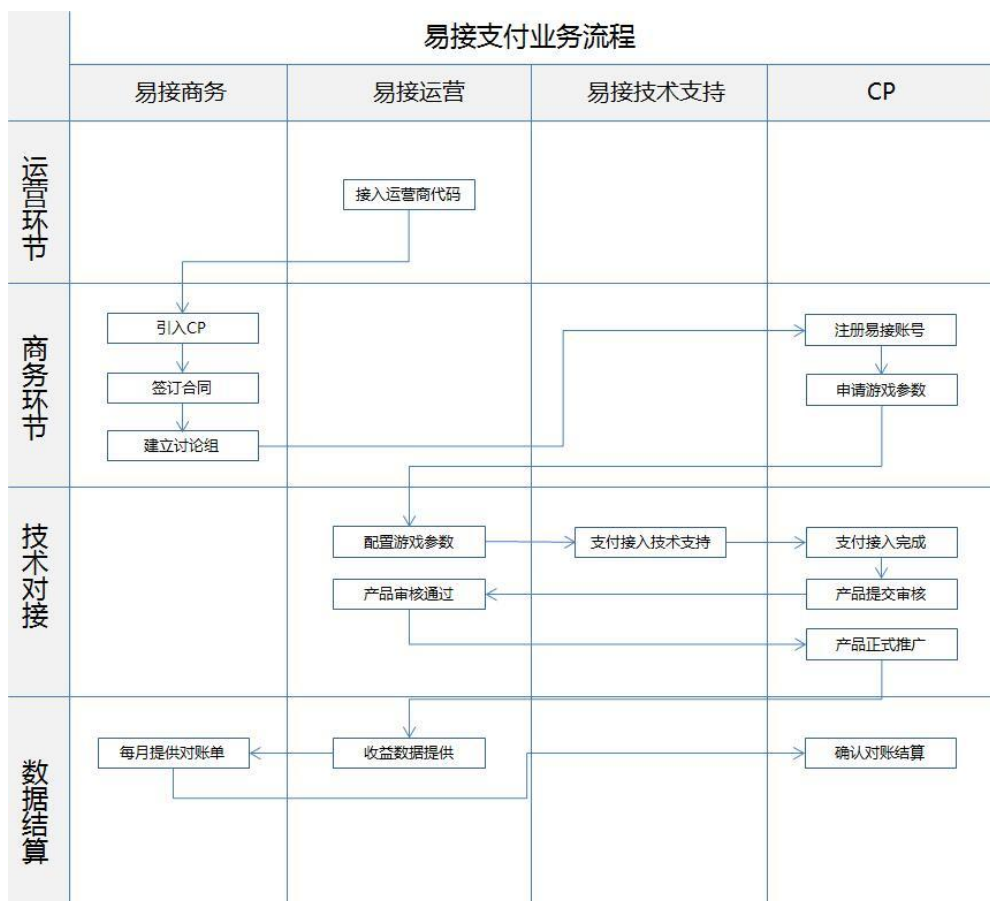 易接支付业务流程
易接商务
易接运营
易接技术支持
CP
运营环节
接入运营商代码
商务环节
引入CP
注册易接账号
签订合同
申请游戏参数
建立讨论组
技术对接
配置游戏参数
支付接入技术支持
支付接入完成
产品审核通过
产品提交审核
产品正式推广
数据结算
每月提供对账单
收益数据提供
确认对账结算